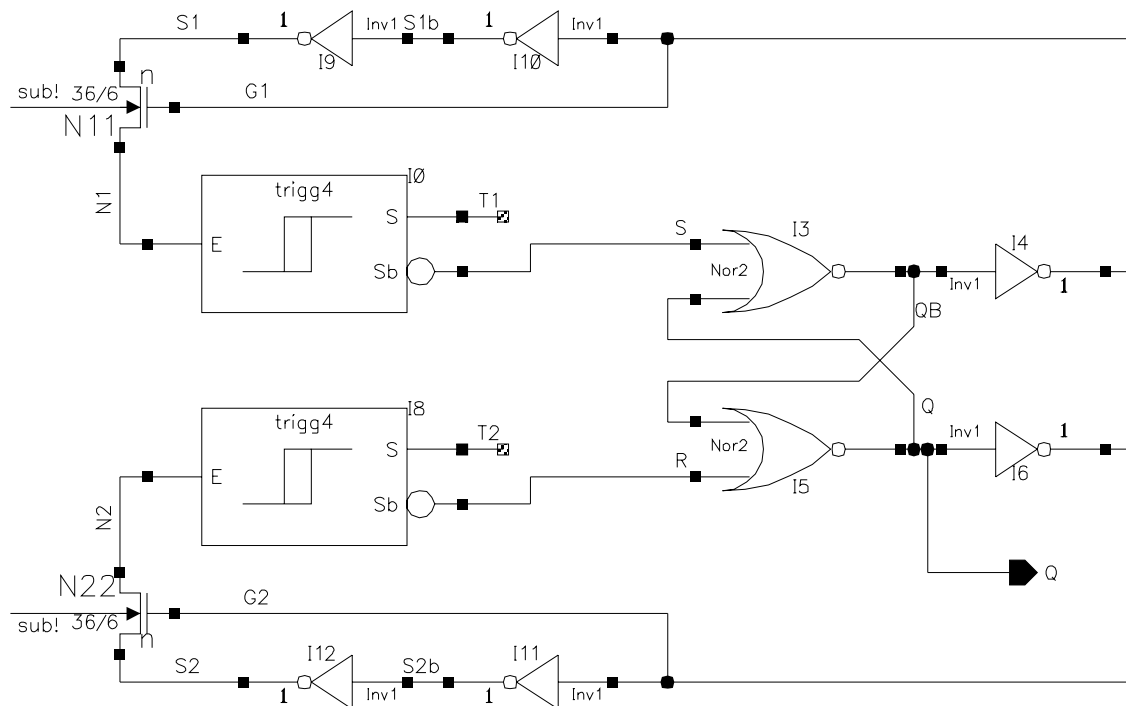 S1 1 Inv1 S1b 1 Inv1
I9 I10
n
sub! 36/6 G1
N11
I0
trigg4
N1 S T1
E S I3
Sb Nor2 I4
Inv1 1
QB
I8
trigg4 Q
S T2 Nor2 Inv1 1
E R I5 I6
N2 Sb
N22 Q
G2
sub! 36/6
n
S2 I12 S2b I11
1 Inv1 1 Inv1